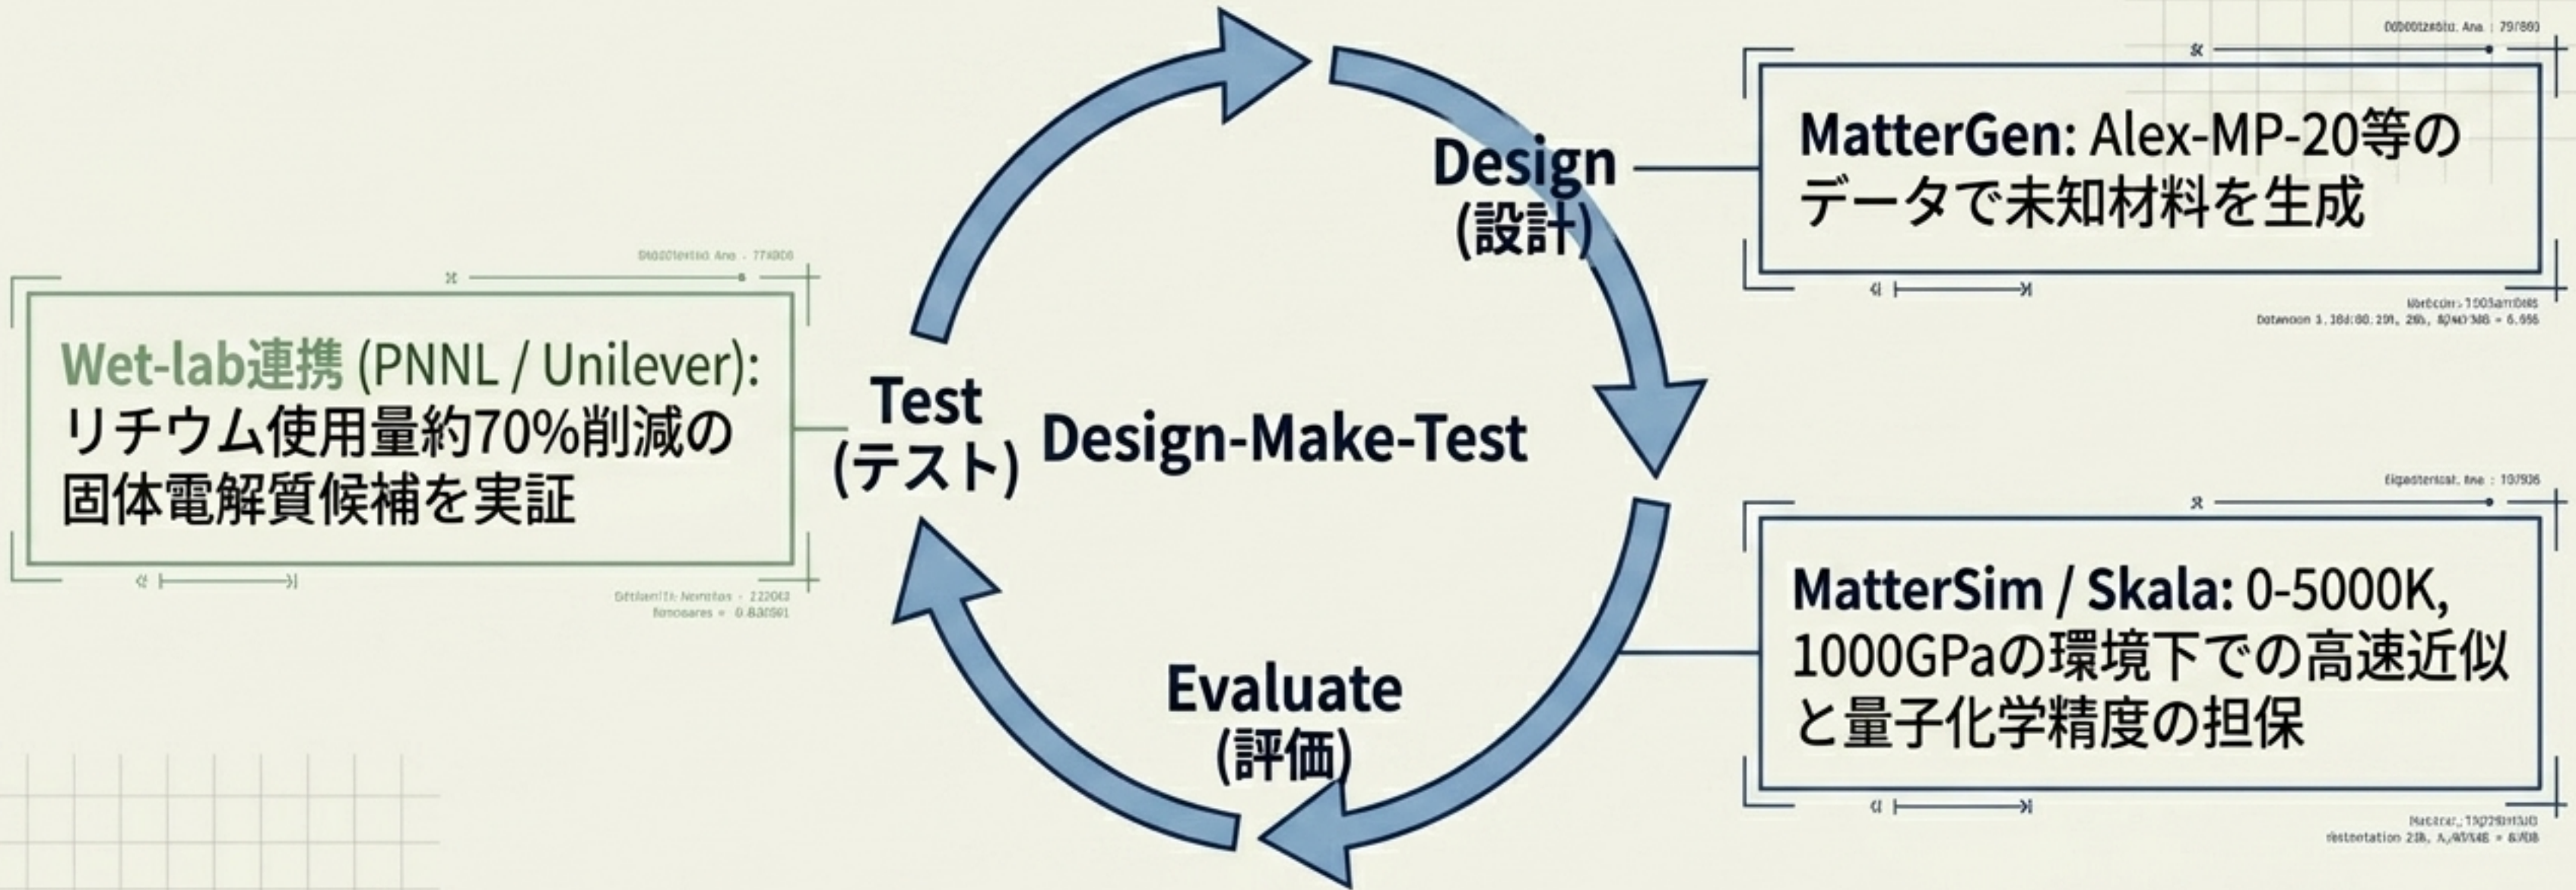 Design
(設計)
MatterGen: Alex-MP-20等の
データで未知材料を生成
Wet-lab連携 (PNNL / Unilever):
リチウム使用量約70%削減の
固体電解質候補を実証
Test
(テスト)
Design-Make-Test
MatterSim / Skala: 0-5000K,
1000GPaの環境下での高速近似
と量子化学精度の担保
Evaluate
(評価)